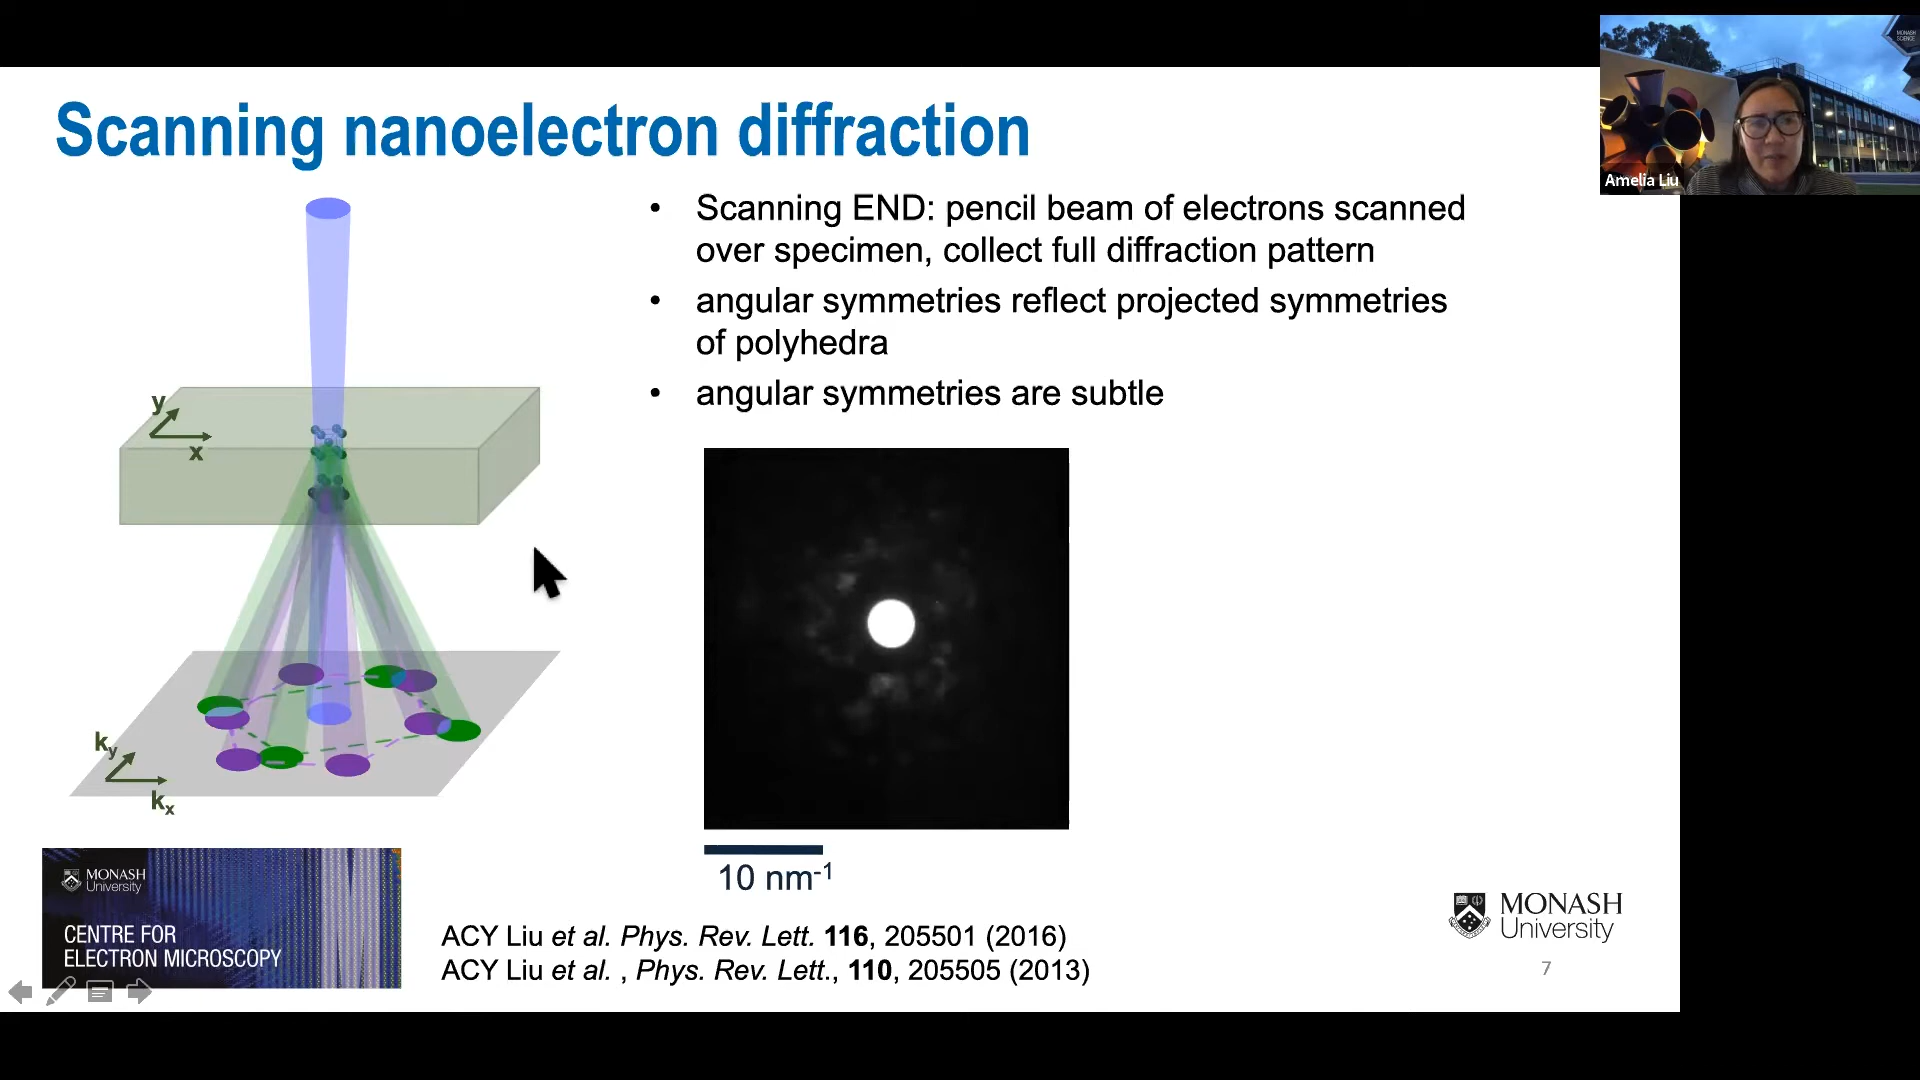 MONASH
SCIENCE
Amelia Liu
Scanning nanoelectron diffraction
• Scanning END: pencil beam of electrons scanned
over specimen, collect full diffraction pattern
• angular symmetries reflect projected symmetries
of polyhedra
• angular symmetries are subtle
y
x
ky
kx
10 nm-1
MONASH
University
CENTRE FOR
ELECTRON MICROSCOPY
ACY Liu et al. Phys. Rev. Lett. 116, 205501 (2016)
ACY Liu et al. , Phys. Rev. Lett., 110, 205505 (2013)
MONASH
University
7